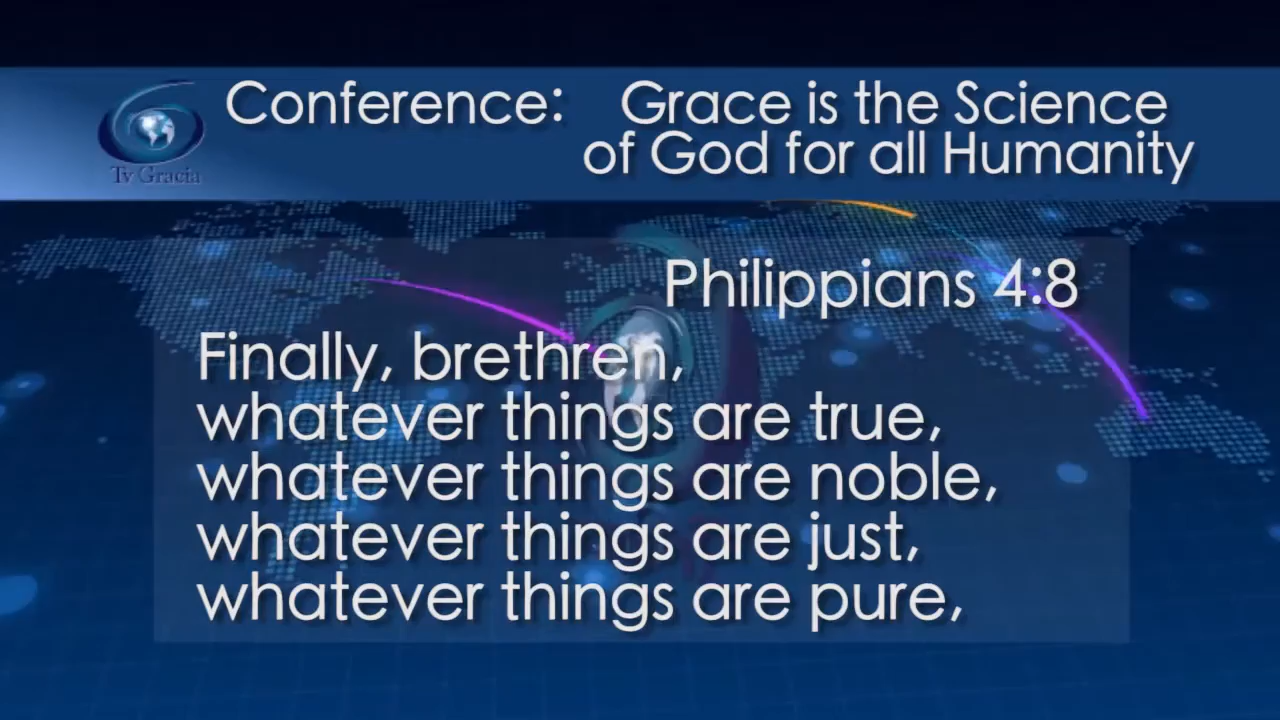 Conference: Grace is the Science
of God for all Humanity
Tv Gracia
Philippians 4:8
Finally, brethren,
whatever things are true,
whatever things are noble,
whatever things are just,
whatever things are pure,